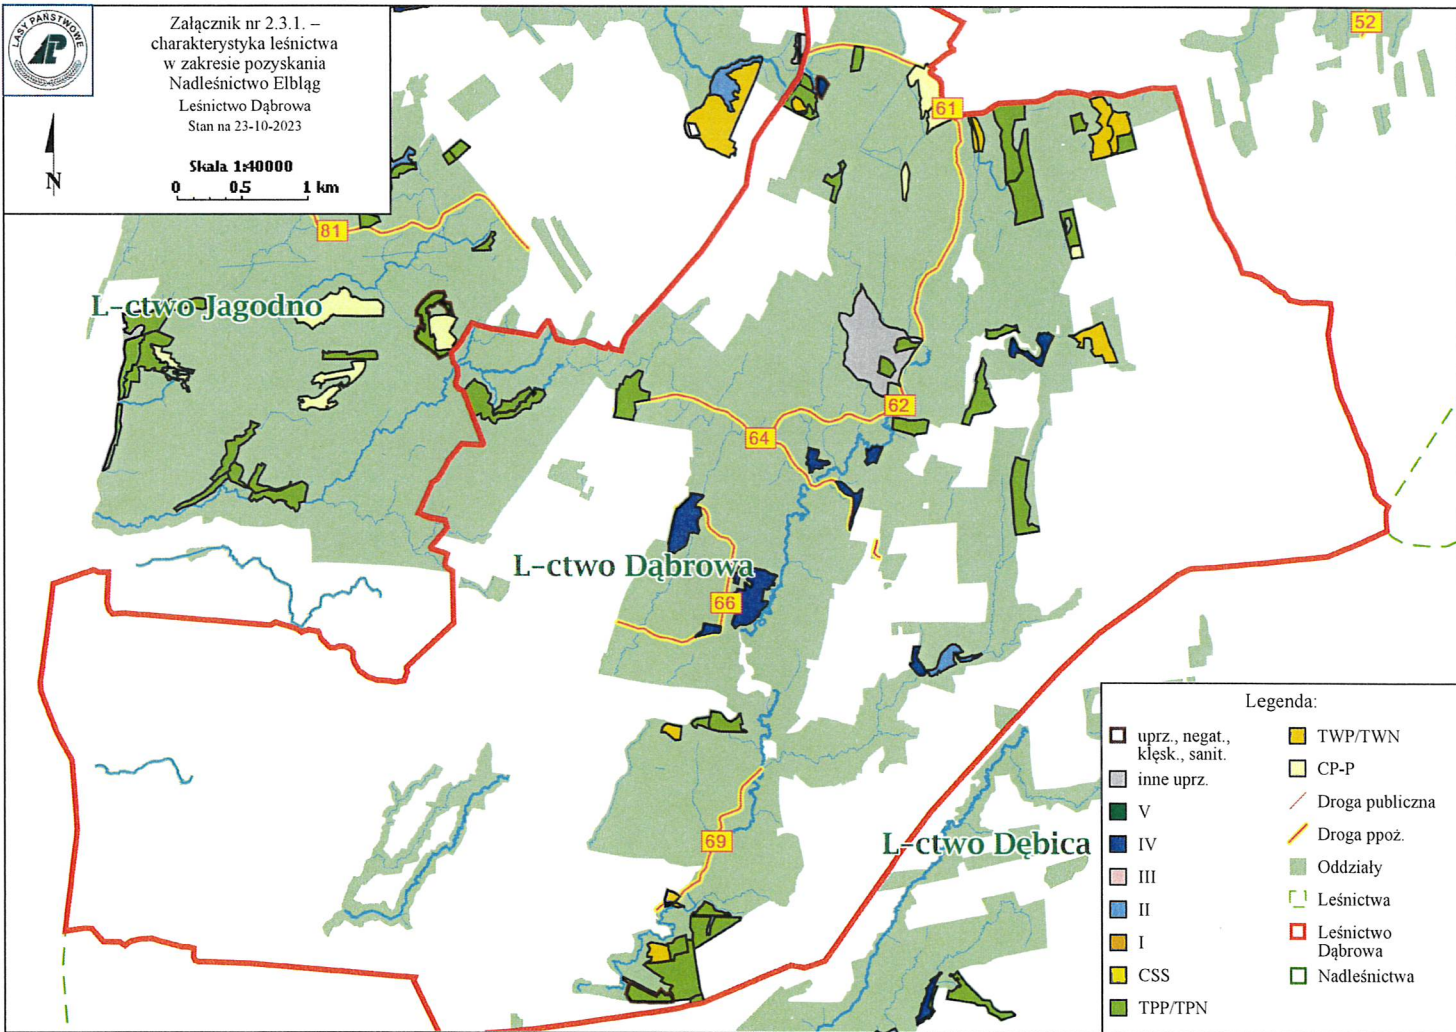 LASY PAŃSTWOWE
Załącznik nr 2.3.1. –
charakterystyka leśnictwa
w zakresie pozyskania
Nadleśnictwo Elbląg
Leśnictwo Dąbrowa
Stan na 23-10-2023
N
Skala 1:40000
0 0.5 1 km
52
61
81
L-ctwo Jagodno
62
64
L-ctwo Dąbrowa
66
69
L-ctwo Dębica
Legenda:
uprz., negat.,
klęsk., sanit.
inne uprz.
V
IV
III
II
I
CSS
TPP/TPN
TWP/TWN
CP-P
Droga publiczna
Droga ppoż.
Oddziały
Leśnictwa
Leśnictwo
Dąbrowa
Nadleśnictwa